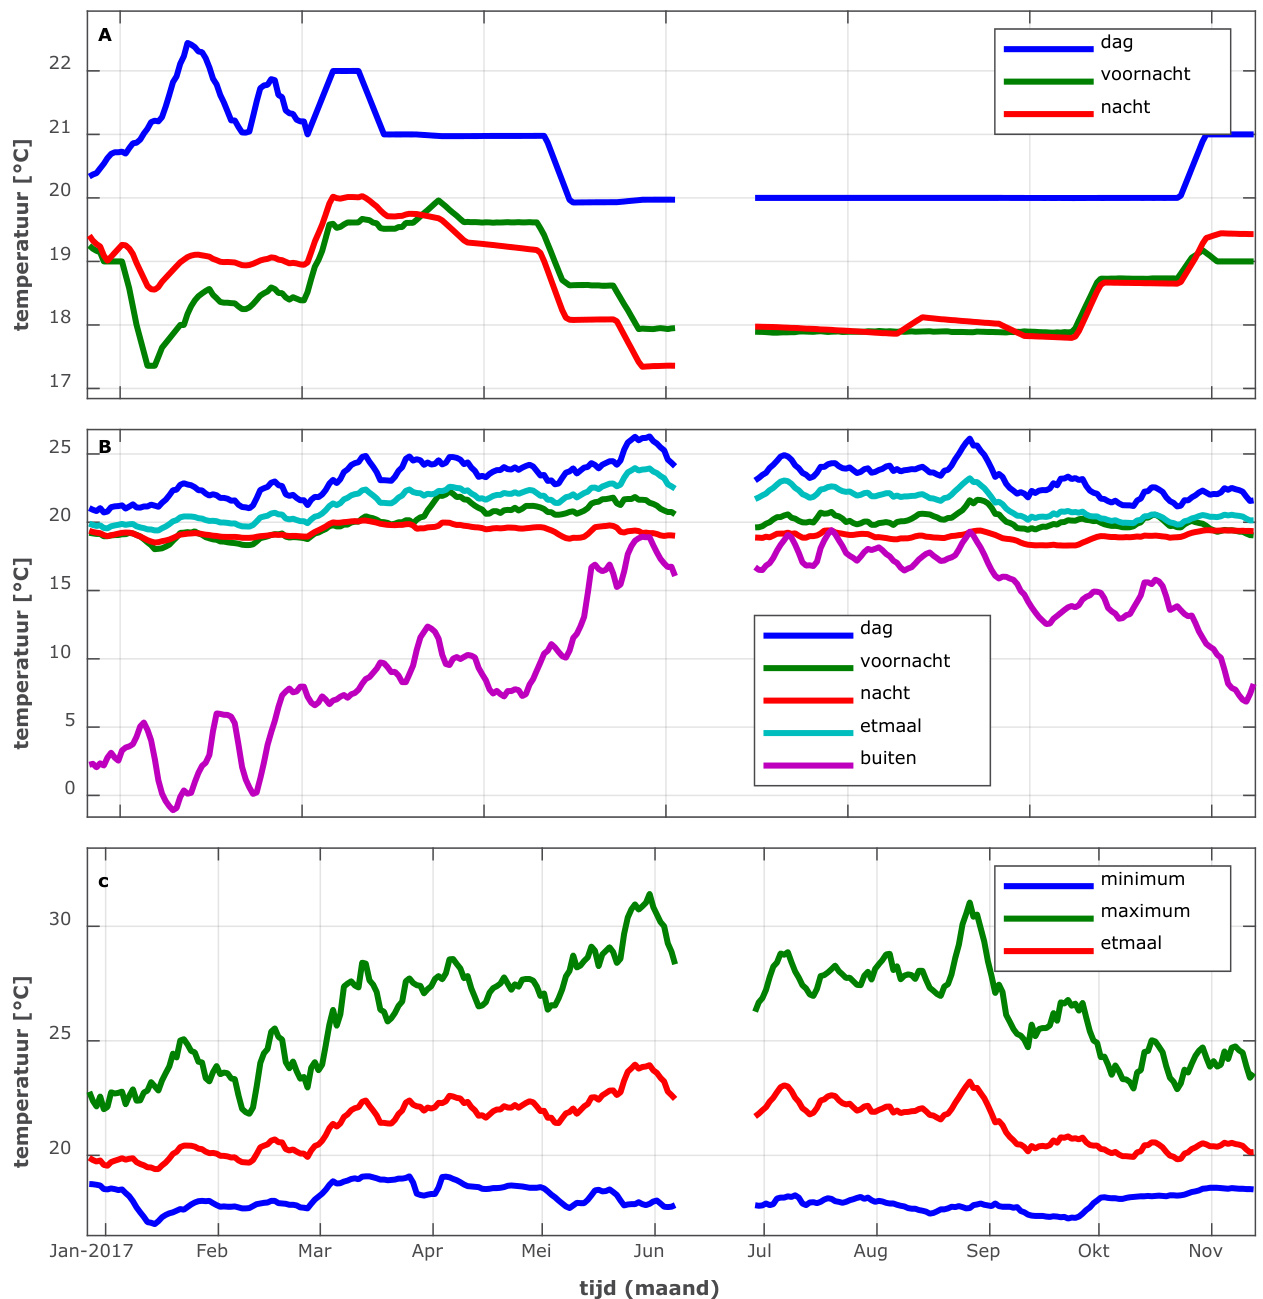 A
22
21
20
19
18
17
temperatuur [°C]
dag
voornacht
nacht
B
25
20
15
10
5
0
temperatuur [°C]
dag
voornacht
nacht
etmaal
buiten
c
30
25
20
temperatuur [°C]
minimum
maximum
etmaal
Jan-2017 Feb Mar Apr Mei Jun Jul Aug Sep Okt Nov
tijd (maand)